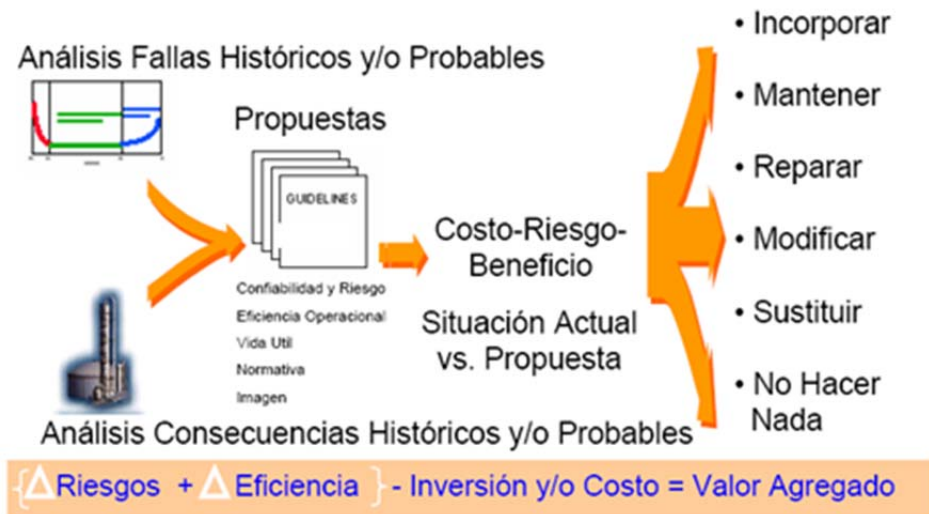 Análisis Fallas Históricos y/o Probables
Propuestas
GUIDELINES
Confiabilidad y Riesgo
Eficiencia Operacional
Vida Util
Normativa
Imagen
Análisis Consecuencias Históricos y/o Probables
Costo-Riesgo-
Beneficio
Situación Actual
vs. Propuesta
• Incorporar
• Mantener
• Reparar
• Modificar
• Sustituir
• No Hacer
Nada
{ΔRiesgos + ΔEficiencia } - Inversión y/o Costo = Valor Agregado